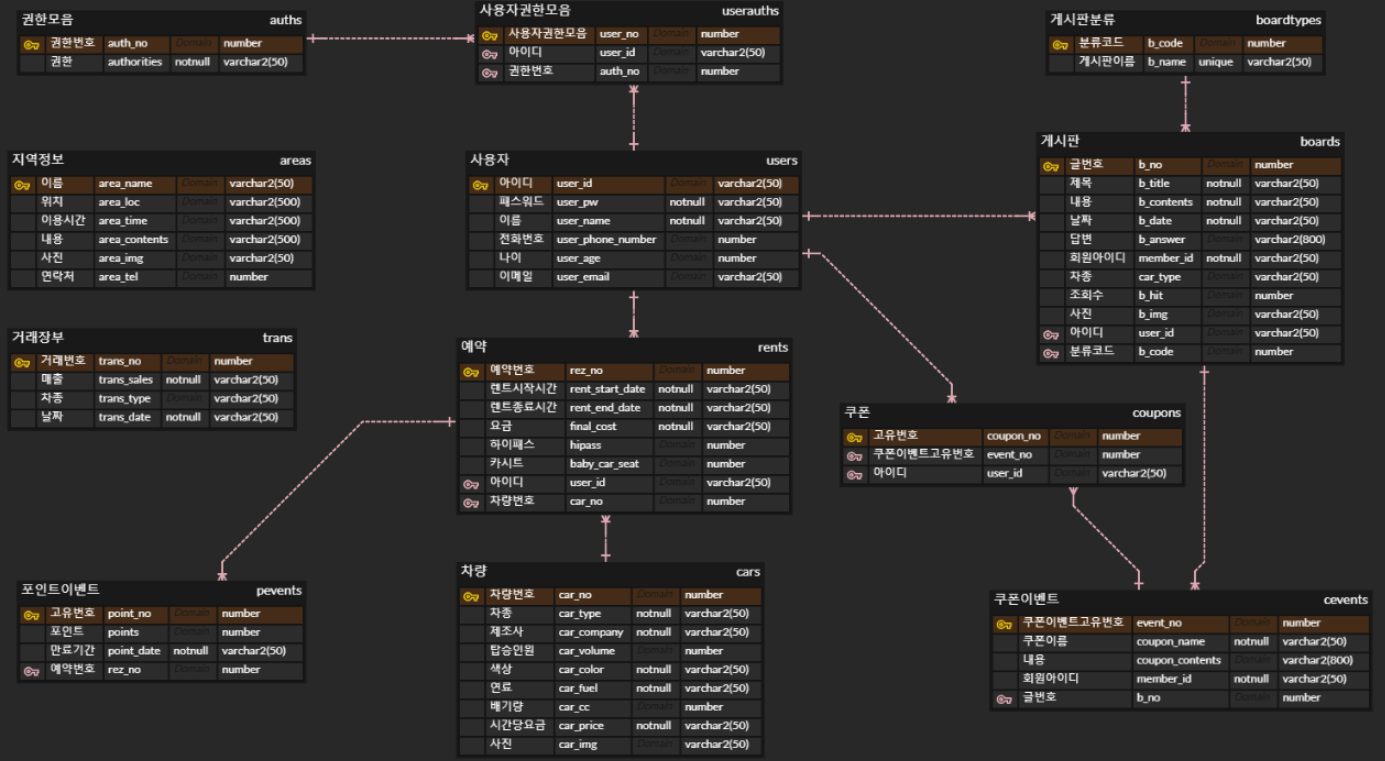 권한모음 auths
권한번호 auth_no Domain number
권한 authorities notnull varchar2(50)
사용자권한모음 userauths
사용자권한모음 user_no Domain number
아이디 user_id Domain varchar2(50)
권한번호 auth_no Domain number
게시판분류 boardtypes
분류코드 b_code Domain number
게시판이름 b_name unique varchar2(50)
지역정보 areas
이름 area_name Domain varchar2(50)
위치 area_loc Domain varchar2(500)
이용시간 area_time Domain varchar2(500)
내용 area_contents Domain varchar2(500)
사진 area_img Domain varchar2(50)
연락처 area_tel Domain number
사용자 users
아이디 user_id Domain varchar2(50)
패스워드 user_pw notnull varchar2(50)
이름 user_name notnull varchar2(50)
전화번호 user_phone_number Domain number
나이 user_age Domain number
이메일 user_email Domain varchar2(50)
게시판 boards
글번호 b_no Domain number
제목 b_title notnull varchar2(50)
내용 b_contents notnull varchar2(50)
날짜 b_date notnull varchar2(50)
답변 b_answer Domain varchar2(800)
회원아이디 member_id notnull varchar2(50)
차종 car_type Domain varchar2(50)
조회수 b_hit Domain number
사진 b_img Domain varchar2(50)
아이디 user_id Domain varchar2(50)
분류코드 b_code Domain number
거래장부 trans
거래번호 trans_no Domain number
매출 trans_sales notnull varchar2(50)
차종 trans_type Domain varchar2(50)
날짜 trans_date notnull varchar2(50)
예약 rents
예약번호 rez_no Domain number
렌트시작시간 rent_start_date notnull varchar2(50)
렌트종료시간 rent_end_date notnull varchar2(50)
요금 final_cost notnull varchar2(50)
하이패스 hipass Domain number
카시트 baby_car_seat Domain number
아이디 user_id Domain varchar2(50)
차량번호 car_no Domain number
쿠폰 coupons
고유번호 coupon_no Domain number
쿠폰이벤트고유번호 event_no Domain number
아이디 user_id Domain varchar2(50)
포인트이벤트 pevents
고유번호 point_no Domain number
포인트 points Domain number
만료기간 point_date notnull varchar2(50)
예약번호 rez_no Domain number
차량 cars
차량번호 car_no Domain number
차종 car_type notnull varchar2(50)
제조사 car_company notnull varchar2(50)
탑승인원 car_volume Domain number
색상 car_color notnull varchar2(50)
연료 car_fuel notnull varchar2(50)
배기량 car_cc Domain number
시간당요금 car_price notnull varchar2(50)
사진 car_img Domain varchar2(50)
쿠폰이벤트 cevents
쿠폰이벤트고유번호 event_no Domain number
쿠폰이름 coupon_name notnull varchar2(50)
내용 coupon_contents Domain varchar2(800)
회원아이디 member_id notnull varchar2(50)
글번호 b_no Domain number